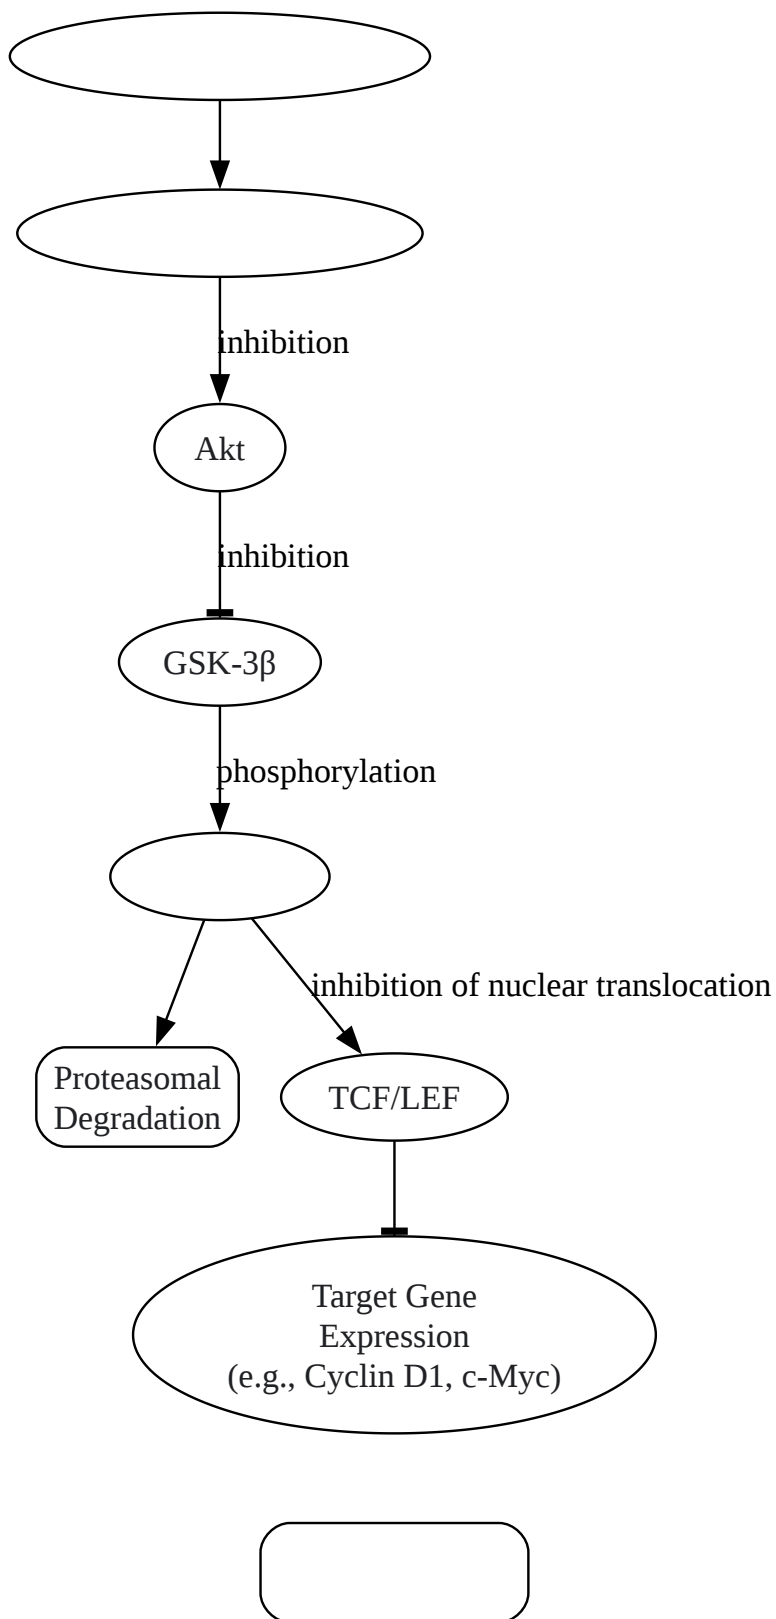 inhibition
Akt
inhibition
GSK-3β
phosphorylation
inhibition of nuclear translocation
Proteasomal
Degradation
TCF/LEF
Target Gene
Expression
(e.g., Cyclin D1, c-Myc)